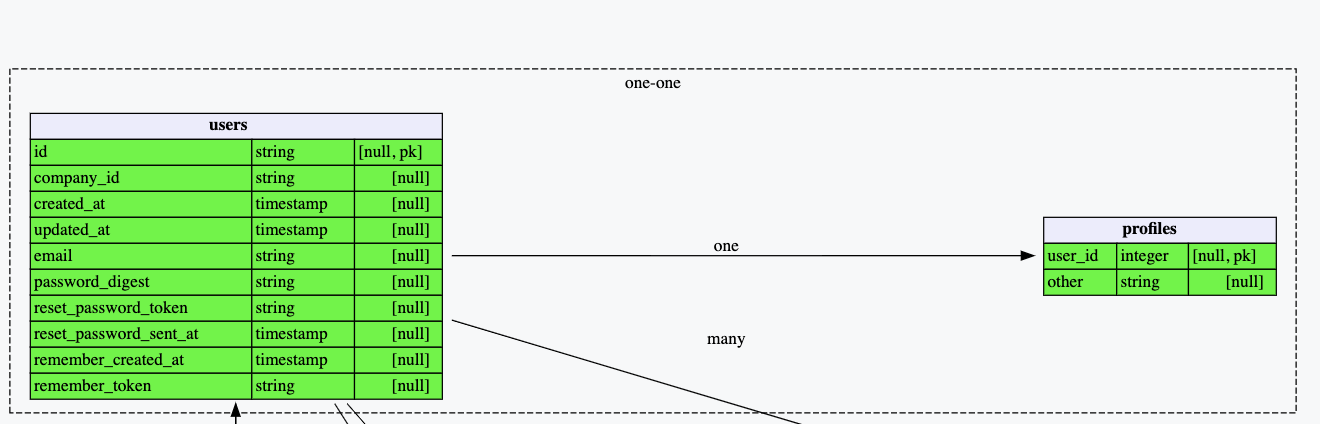 one-one
users
id string [null, pk]
company_id string [null]
created_at timestamp [null]
updated_at timestamp [null]
email string [null]
password_digest string [null]
reset_password_token string [null]
reset_password_sent_at timestamp [null]
remember_created_at timestamp [null]
remember_token string [null]
one
many
profiles
user_id integer [null, pk]
other string [null]